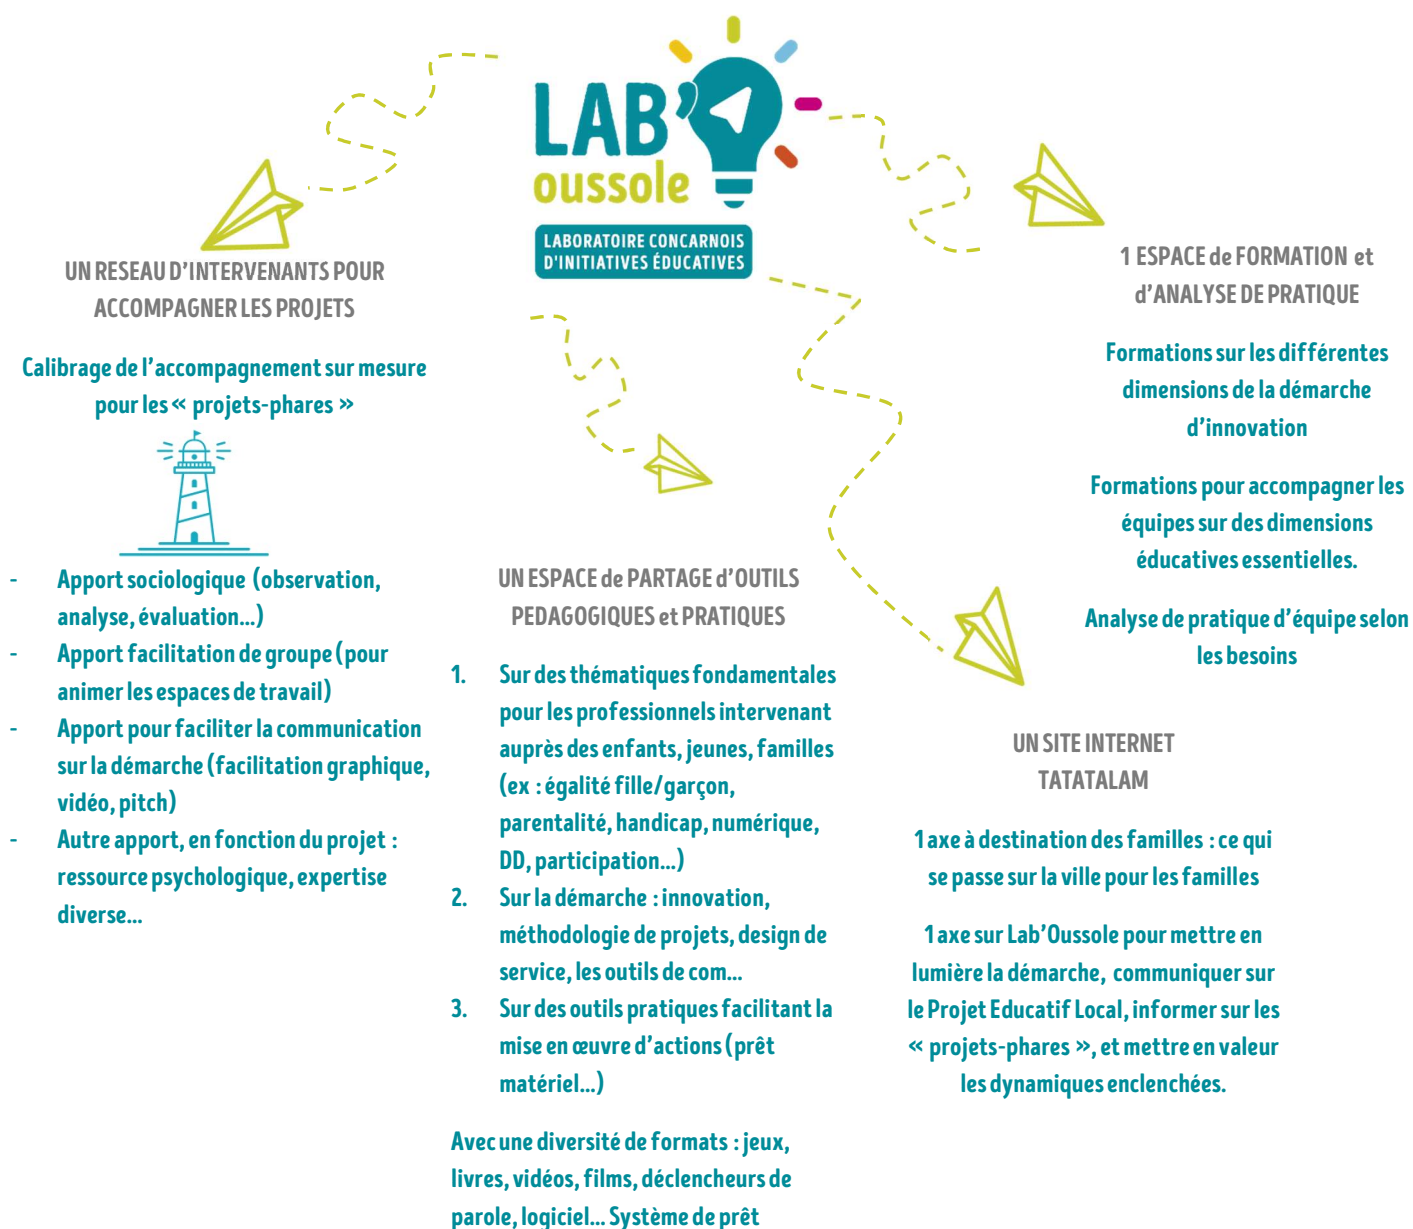 LAB'
oussole
LABORATOIRE CONCARNOIS
D'INITIATIVES ÉDUCATIVES
UN RESEAU D'INTERVENANTS POUR
ACCOMPAGNER LES PROJETS
Calibrage de l'accompagnement sur mesure
pour les « projets-phares »
- Apport sociologique (observation,
analyse, évaluation…)
- Apport facilitation de groupe (pour
animer les espaces de travail)
- Apport pour faciliter la communication
sur la démarche (facilitation graphique,
vidéo, pitch)
- Autre apport, en fonction du projet :
ressource psychologique, expertise
diverse…
UN ESPACE de PARTAGE d'OUTILS
PEDAGOGIQUES et PRATIQUES
1. Sur des thématiques fondamentales
pour les professionnels intervenant
auprès des enfants, jeunes, familles
(ex : égalité fille/garçon,
parentalité, handicap, numérique,
DD, participation…)
2. Sur la démarche : innovation,
méthodologie de projets, design de
service, les outils de com…
3. Sur des outils pratiques facilitant la
mise en œuvre d'actions (prêt
matériel…)
Avec une diversité de formats : jeux,
livres, vidéos, films, déclencheurs de
parole, logiciel… Système de prêt
1 ESPACE de FORMATION et
d'ANALYSE DE PRATIQUE
Formations sur les différentes
dimensions de la démarche
d'innovation
Formations pour accompagner les
équipes sur des dimensions
éducatives essentielles.
Analyse de pratique d'équipe selon
les besoins
UN SITE INTERNET
TATATALAM
1 axe à destination des familles : ce qui
se passe sur la ville pour les familles
1 axe sur Lab'Oussole pour mettre en
lumière la démarche, communiquer sur
le Projet Educatif Local, informer sur les
« projets-phares », et mettre en valeur
les dynamiques enclenchées.